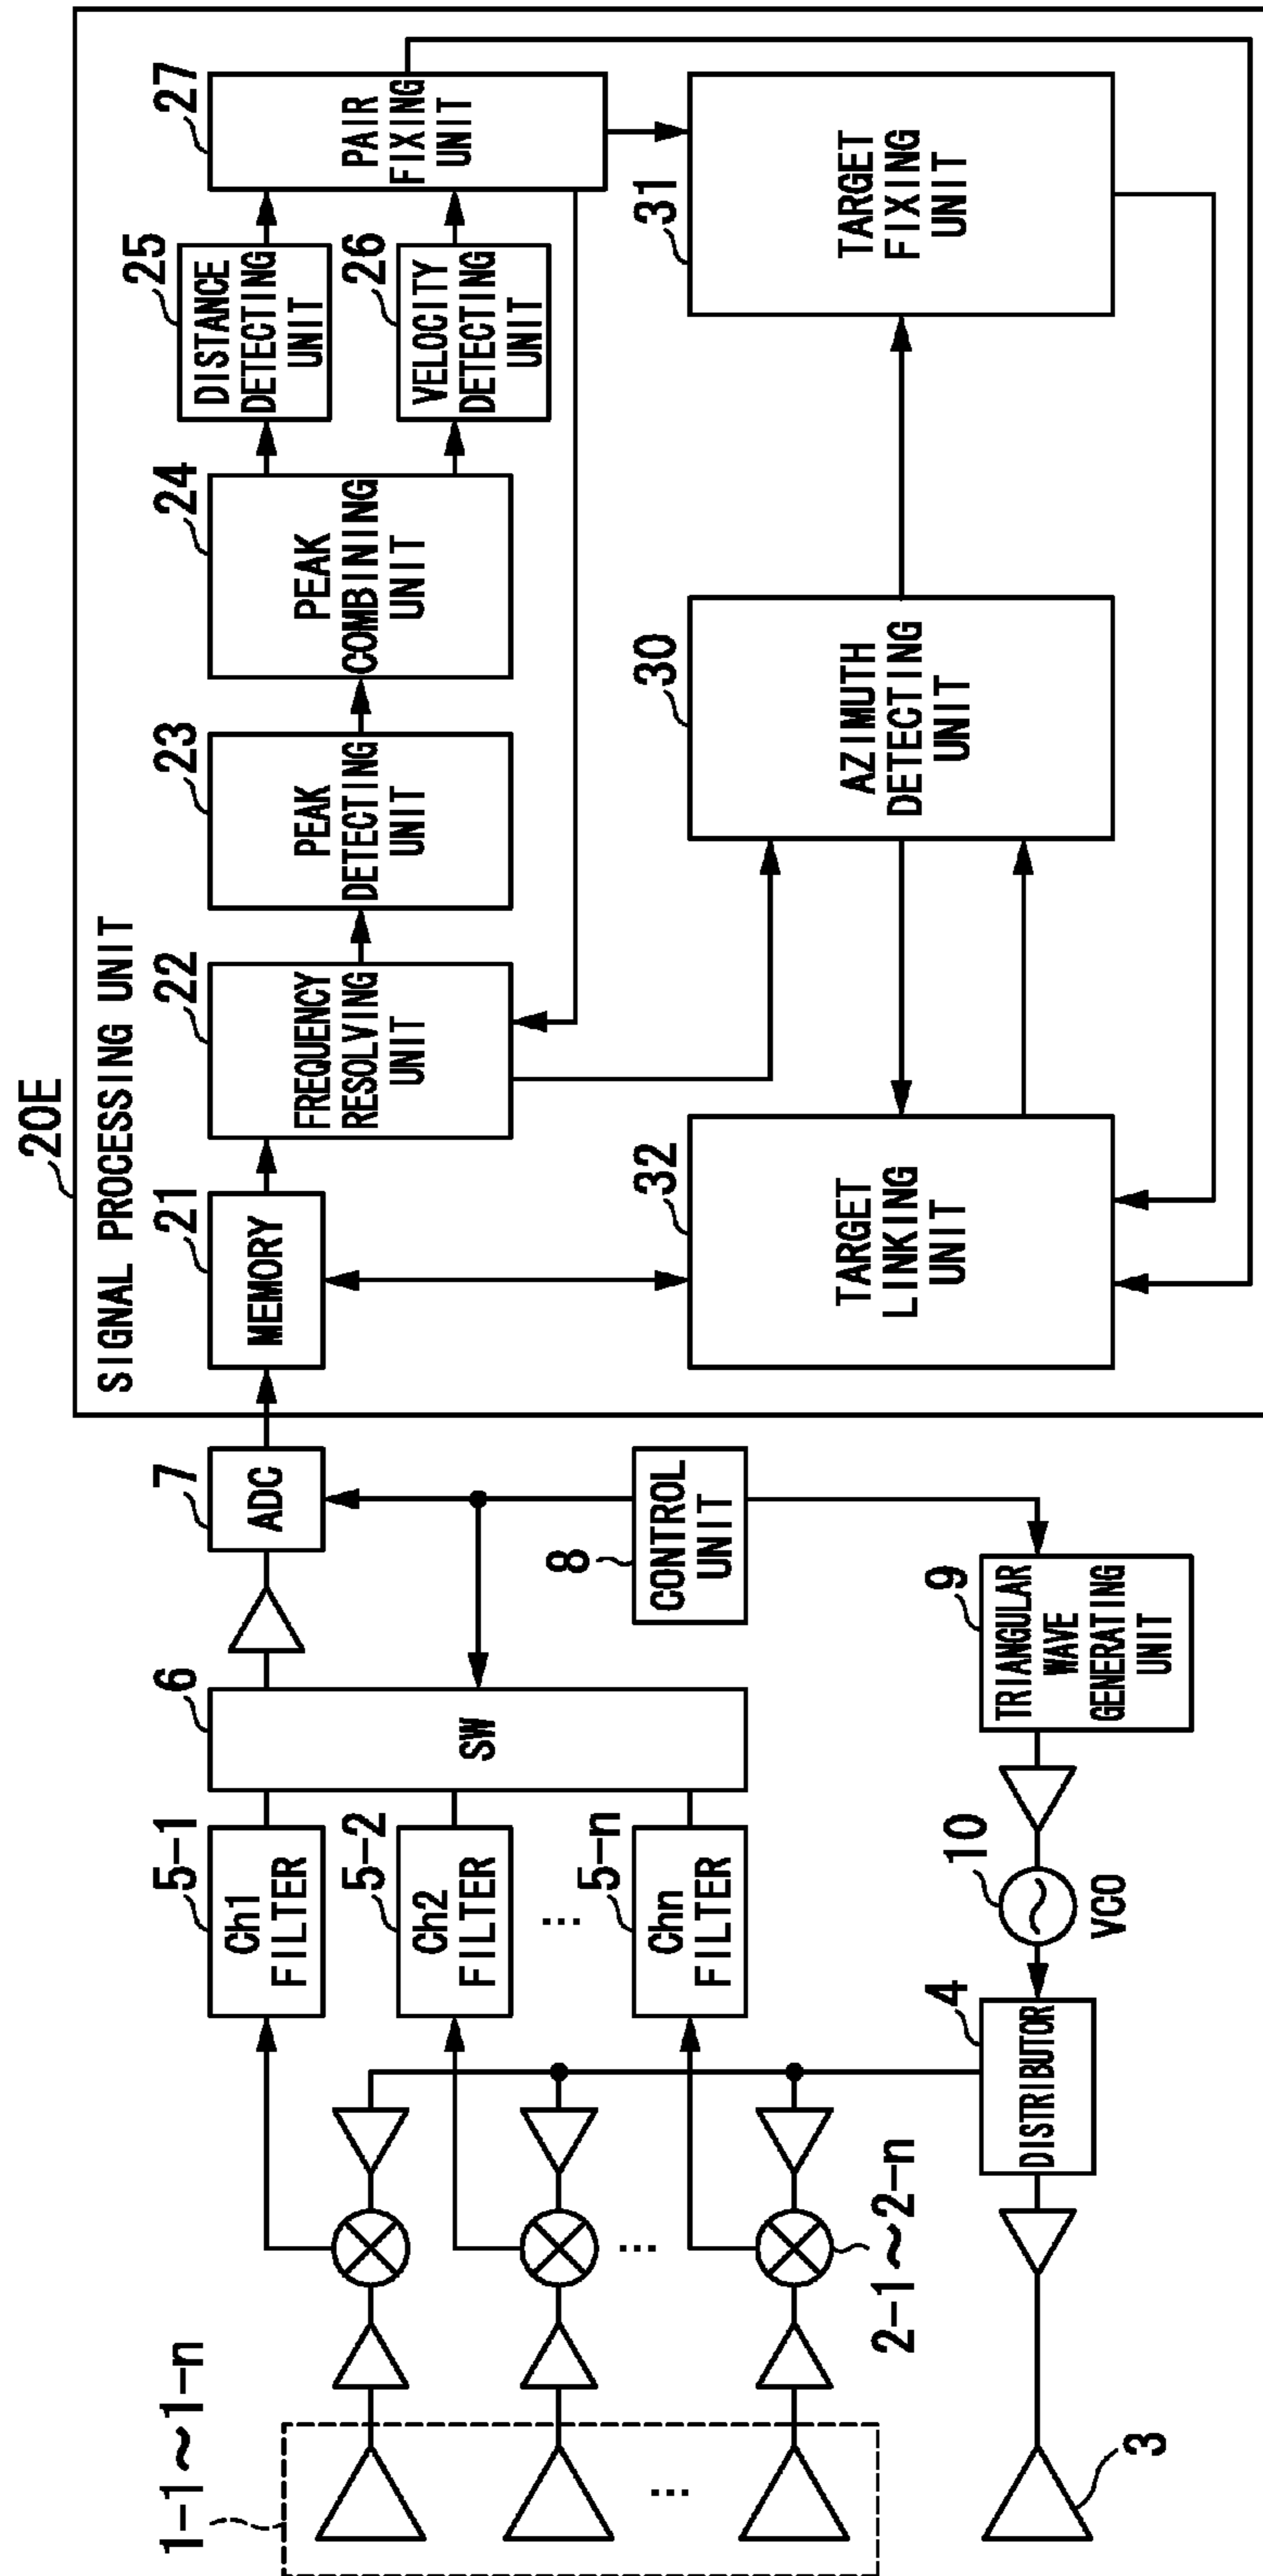 20E
SIGNAL PROCESSING UNIT
1-1~1-n
2-1~2-n
3
4
DISTRIBUTOR
5-1
Ch1
FILTER
5-2
Ch2
FILTER
...
5-n
Chn
FILTER
...
...
6
SW
7
ADC
8
CONTROL
UNIT
9
TRIANGULAR
WAVE
GENERATING
UNIT
10
VCO
21
MEMORY
22
FREQUENCY
RESOLVING
UNIT
23
PEAK
DETECTING
UNIT
24
PEAK
COMBINING
UNIT
25
DISTANCE
DETECTING
UNIT
26
VELOCITY
DETECTING
UNIT
27
PAIR
FIXING
UNIT
32
TARGET
LINKING
UNIT
30
AZIMUTH
DETECTING
UNIT
31
TARGET
FIXING
UNIT